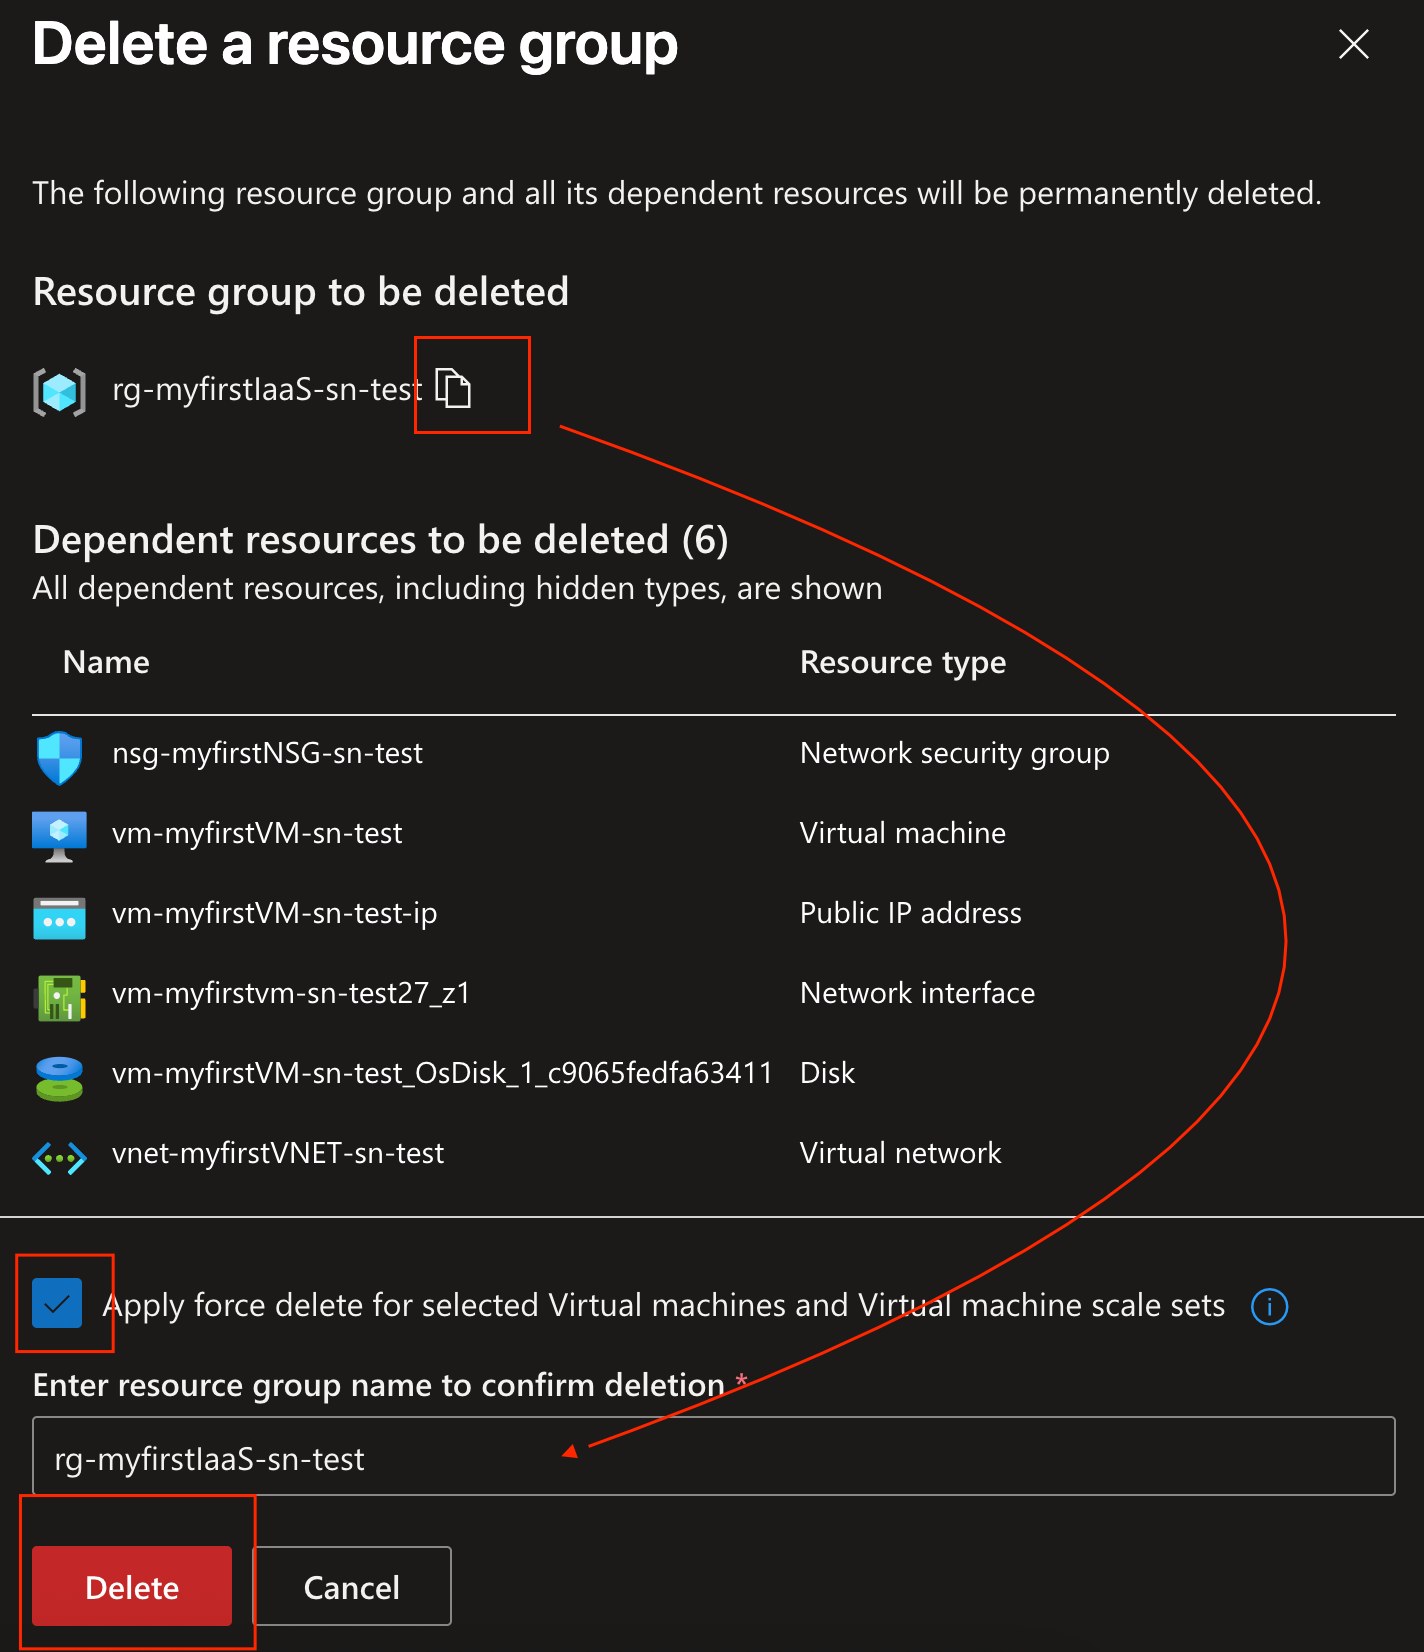 Delete a resource group
The following resource group and all its dependent resources will be permanently deleted.
Resource group to be deleted
rg-myfirstIaaS-sn-test
Dependent resources to be deleted (6)
All dependent resources, including hidden types, are shown
Name Resource type
nsg-myfirstNSG-sn-test Network security group
vm-myfirstVM-sn-test Virtual machine
vm-myfirstVM-sn-test-ip Public IP address
vm-myfirstvm-sn-test27_z1 Network interface
vm-myfirstVM-sn-test_OsDisk_1_c9065fedfa63411 Disk
vnet-myfirstVNET-sn-test Virtual network
Apply force delete for selected Virtual machines and Virtual machine scale sets
Enter resource group name to confirm deletion *
rg-myfirstIaaS-sn-test
Delete Cancel